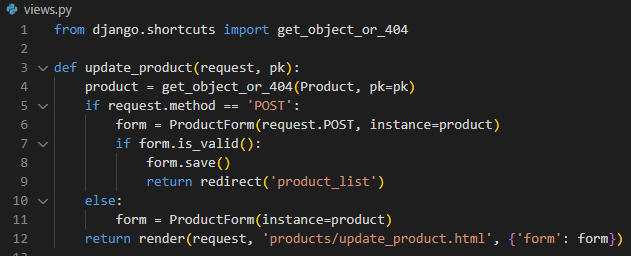 views.py
1 from django.shortcuts import get_object_or_404
2
3 def update_product(request, pk):
4     product = get_object_or_404(Product, pk=pk)
5     if request.method == 'POST':
6         form = ProductForm(request.POST, instance=product)
7         if form.is_valid():
8             form.save()
9             return redirect('product_list')
10     else:
11         form = ProductForm(instance=product)
12     return render(request, 'products/update_product.html', {'form': form})